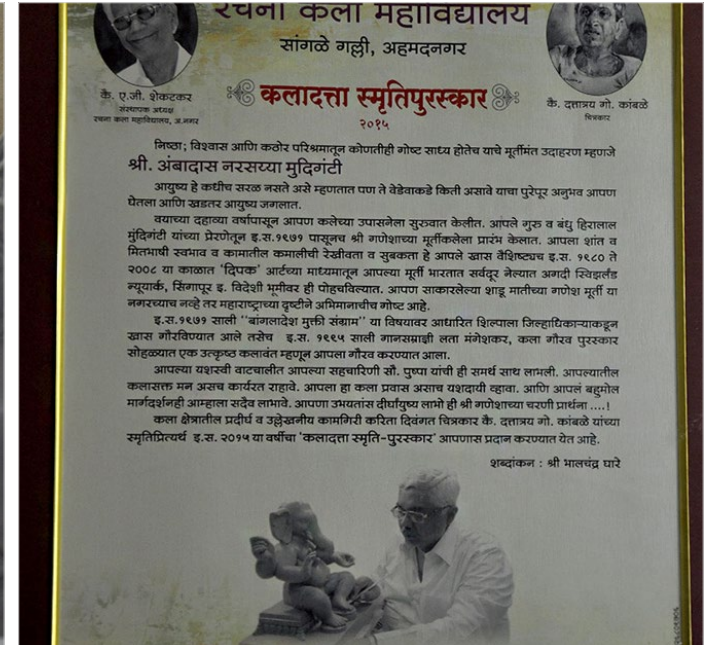 रचना कला महाविद्यालय
सांगळे गल्ली, अहमदनगर
कै. ए.जी. शेकटकर
संस्थापक अध्यक्ष
रचना कला महाविद्यालय, अ.नगर
कलादत्ता स्मृतिपुरस्कार
२०१५
कै. दत्तात्रय गो. कांबळे
चित्रकार
निष्ठा; विश्वास आणि कठोर परिश्रमातून कोणतीही गोष्ट साध्य होतेच याचे मूर्तीमंत उदाहरण म्हणजे
श्री. अंबादास नरसय्या मुदिगंटी
आयुष्य हे कधीच सरळ नसते असे म्हणतात पण ते वेडेवाकडे किती असावे याचा पुरेपूर अनुभव आपण
घेतला आणि खडतर आयुष्य जगलात.
वयाच्या दहाव्या वर्षापासून आपण कलेच्या उपासनेला सुरुवात केलीत. आपले गुरु व बंधु हिरालाल
मुंदिगंटी यांच्या प्रेरणेतून इ.स.१९७१ पासूनच श्री गणेशाच्या मूर्तीकलेला प्रारंभ केलात. आपला शांत व
मितभाषी स्वभाव व कामातील कमालीची रेखीवता व सुबकता हे आपले खास वैशिष्ट्यच इ.स. १९८० ते
२००८ या काळात 'दिपक' आर्टच्या माध्यमातून आपल्या मूर्ती भारतात सर्वदूर नेल्यात अगदी स्विझर्लंड
न्यूयार्क, सिंगापूर इ. विदेशी भूमीवर ही पोहचविल्यात. आपण साकारलेल्या शाडू मातीच्या गणेश मूर्ती या
नगरच्याच नव्हे तर महाराष्ट्राच्या दृष्टीने अभिमानाचीच गोष्ट आहे.
इ.स.१९७१ साली "बांगलादेश मुक्ती संग्राम" या विषयावर आधारित शिल्पाला जिल्हाधिकाऱ्याकडून
खास गौरविण्यात आले तसेच इ.स. १९९५ साली गानसम्राज्ञी लता मंगेशकर, कला गौरव पुरस्कार
सोहळ्यात एक उत्कृष्ठ कलावंत म्हणून आपला गौरव करण्यात आला.
आपल्या यशस्वी वाटचालीत आपल्या सहचारिणी सौ. पुष्पा यांची ही समर्थ साथ लाभली. आपल्यातील
कलासक्त मन असच कार्यरत राहावे. आपला हा कला प्रवास असाच यशदायी व्हावा. आणि आपलं बहुमोल
मार्गदर्शनही आम्हाला सदैव लाभावे. आपणा उभयतांस दीर्घायुष्य लाभो ही श्री गणेशाच्या चरणी प्रार्थना ....!
कला क्षेत्रातील प्रदीर्घ व उल्लेखनीय कामगिरी करिता दिवंगत चित्रकार कै. दत्तात्रय गो. कांबळे यांच्या
स्मृतिप्रित्यर्थ इ.स. २०१५ या वर्षीचा 'कलादत्ता स्मृति-पुरस्कार' आपणास प्रदान करण्यात येत आहे.
शब्दांकन : श्री भालचंद्र घारे